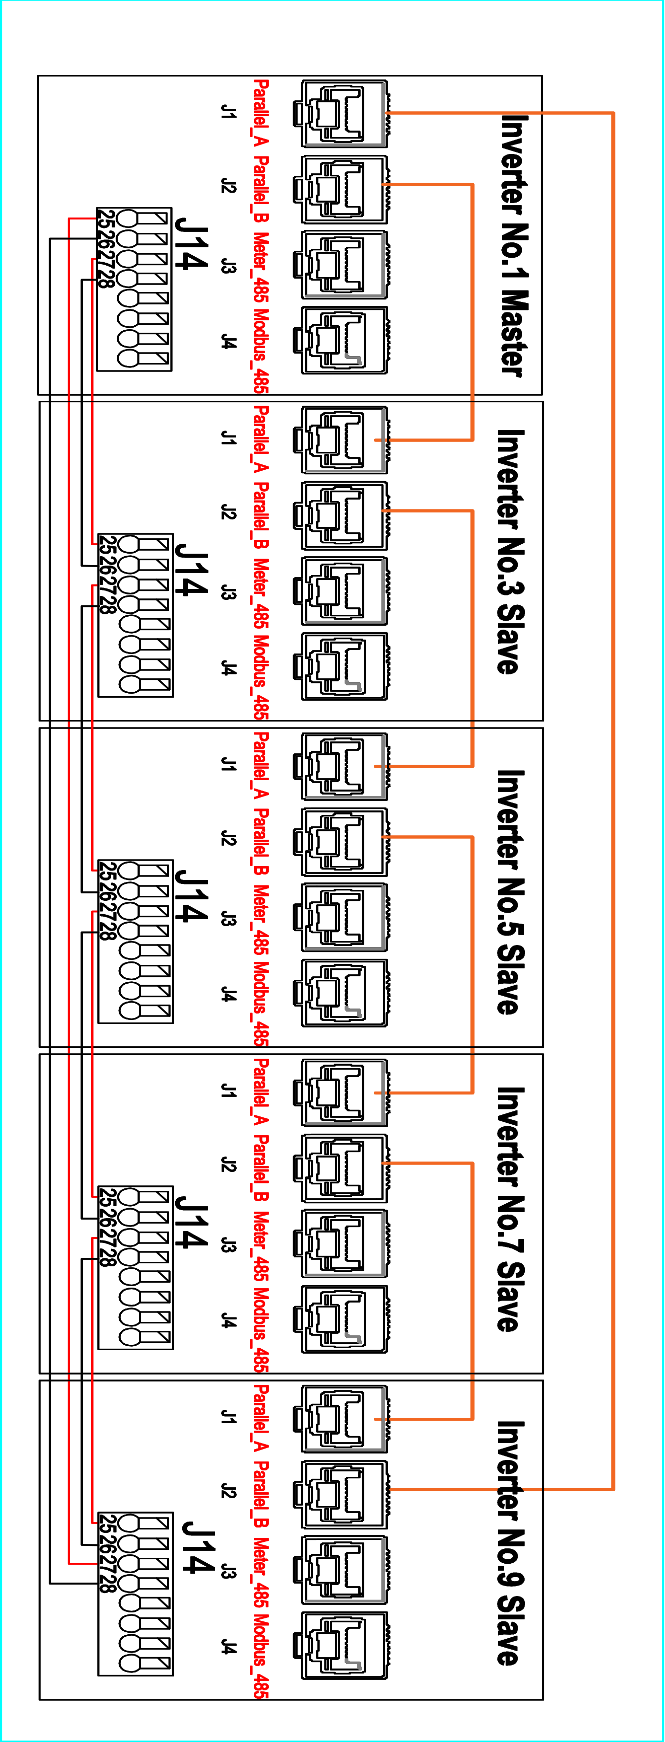 Inverter No.1 Master
J1
Parallel_A
J2
Parallel_B
J3
Meter_485
J4
Modbus_485
J14
25
26
27
28
Inverter No.3 Slave
J1
Parallel_A
J2
Parallel_B
J3
Meter_485
J4
Modbus_485
J14
25
26
27
28
Inverter No.5 Slave
J1
Parallel_A
J2
Parallel_B
J3
Meter_485
J4
Modbus_485
J14
25
26
27
28
Inverter No.7 Slave
J1
Parallel_A
J2
Parallel_B
J3
Meter_485
J4
Modbus_485
J14
25
26
27
28
Inverter No.9 Slave
J1
Parallel_A
J2
Parallel_B
J3
Meter_485
J4
Modbus_485
J14
25
26
27
28